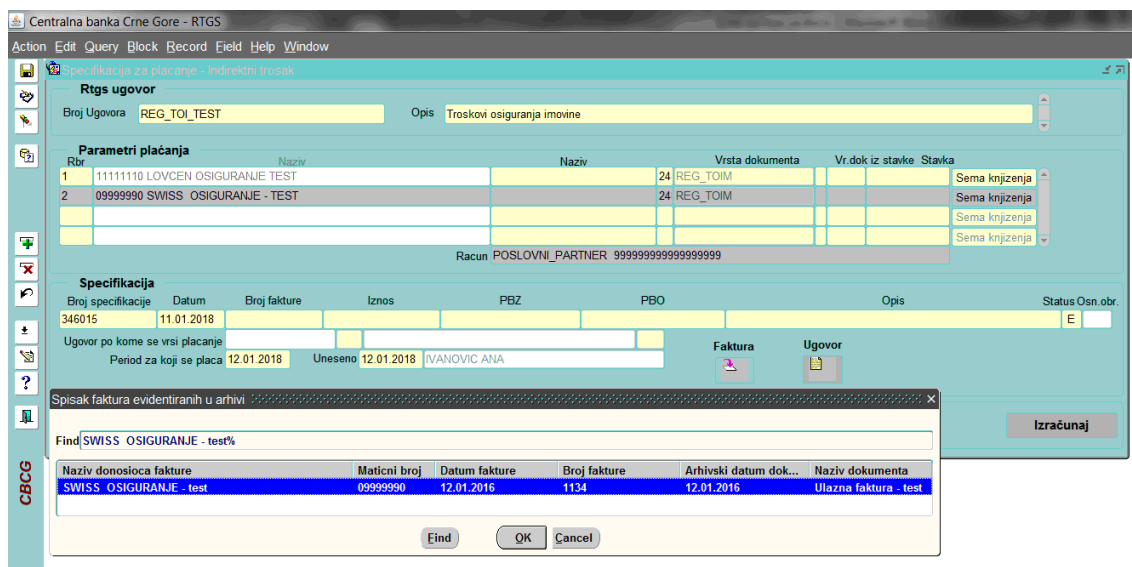 Centralna banka Crne Gore - RTGS
Action Edit Query Block Record Field Help Window
Specifikacija za placanje - Indirektni trosak
Rtgs ugovor
Broj Ugovora REG_TOI_TEST Opis Troskovi osiguranja imovine
Parametri plaćanja
Rbr Naziv Naziv Vrsta dokumenta Vr.dok iz stavke Stavka
1 11111110 LOVCEN OSIGURANJE TEST 24 REG_TOIM Sema knjizenja
2 09999990 SWISS OSIGURANJE - TEST 24 REG_TOIM Sema knjizenja
Sema knjizenja
Sema knjizenja
Racun POSLOVNI_PARTNER 999999999999999999
Specifikacija
Broj specifikacije Datum Broj fakture Iznos PBZ PBO Opis Status Osn.obr.
346015 11.01.2018 E
Ugovor po kome se vrsi placanje
Faktura Ugovor
Period za koji se placa 12.01.2018 Uneseno 12.01.2018 IVANOVIC ANA
Spisak faktura evidentiranih u arhivi
Izračunaj
Find SWISS OSIGURANJE - test%
Naziv donosioca fakture Maticni broj Datum fakture Broj fakture Arhivski datum dok... Naziv dokumenta
SWISS OSIGURANJE - test 09999990 12.01.2016 1134 12.01.2016 Ulazna faktura - test
Find OK Cancel
CBCG